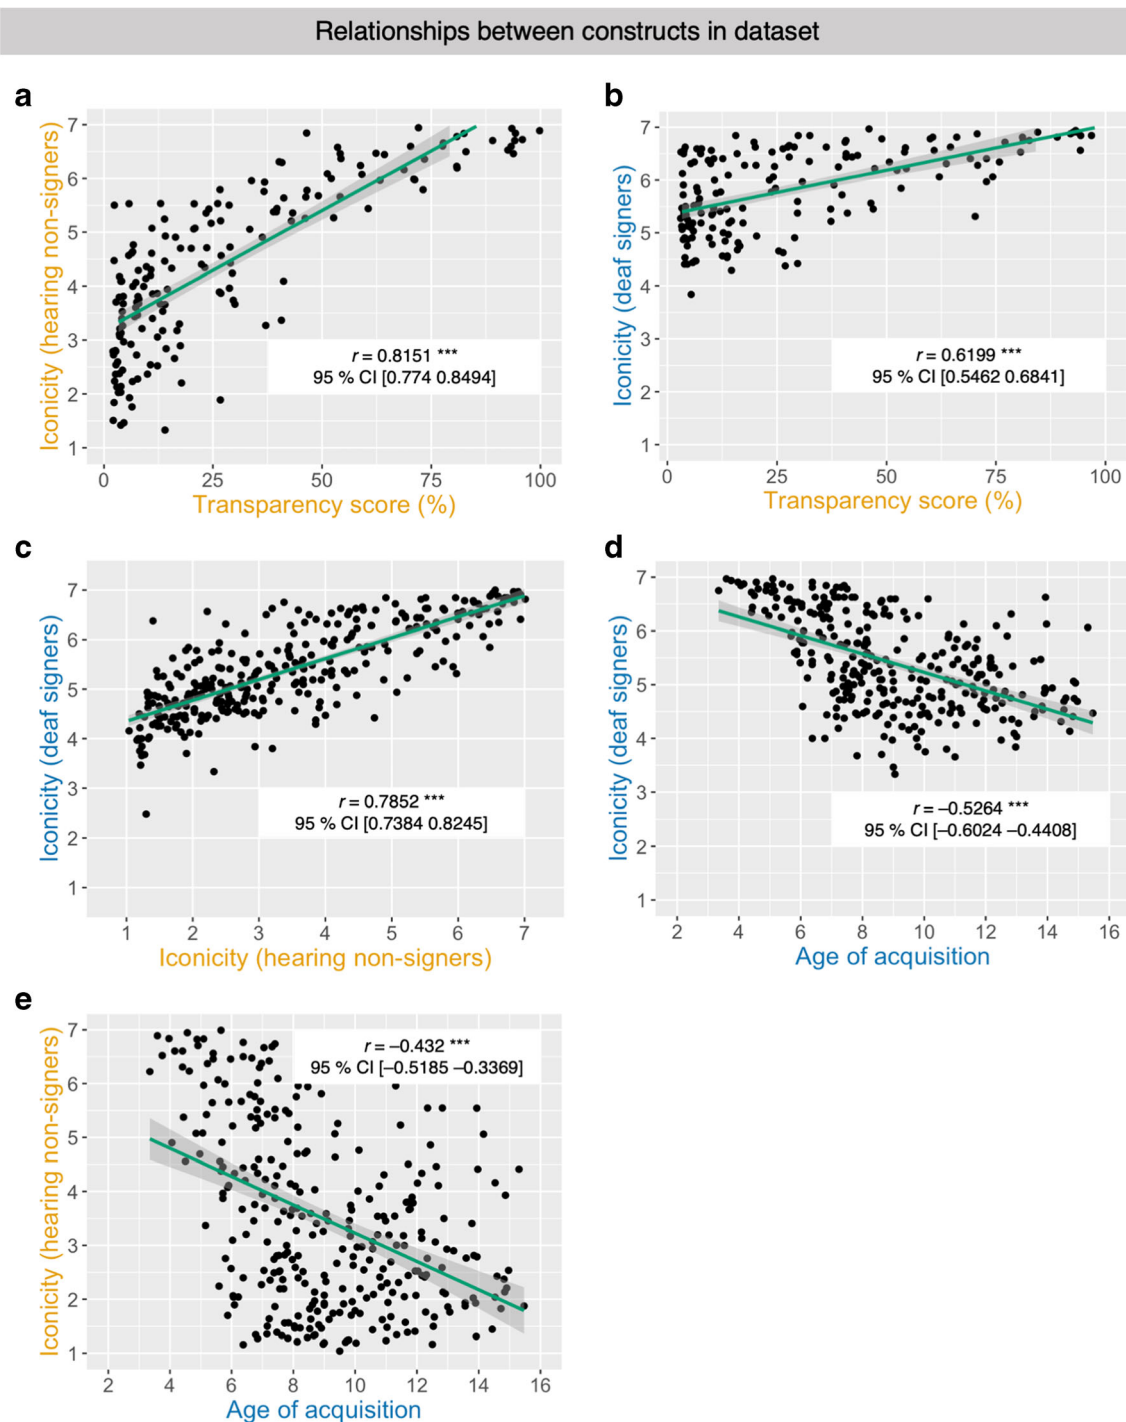 Relationships between constructs in dataset
a
Iconicity (hearing non-signers)
7
6
5
4
3
2
1
r = 0.8151 ***
95 % CI [0.774 0.8494]
0 25 50 75 100
Transparency score (%)
b
Iconicity (deaf signers)
7
6
5
4
3
2
1
r = 0.6199 ***
95 % CI [0.5462 0.6841]
0 25 50 75 100
Transparency score (%)
c
Iconicity (deaf signers)
7
6
5
4
3
2
1
r = 0.7852 ***
95 % CI [0.7384 0.8245]
1 2 3 4 5 6 7
Iconicity (hearing non-signers)
d
Iconicity (deaf signers)
7
6
5
4
3
2
1
r = –0.5264 ***
95 % CI [–0.6024 –0.4408]
2 4 6 8 10 12 14 16
Age of acquisition
e
Iconicity (hearing non-signers)
7
6
5
4
3
2
1
r = –0.432 ***
95 % CI [–0.5185 –0.3369]
2 4 6 8 10 12 14 16
Age of acquisition